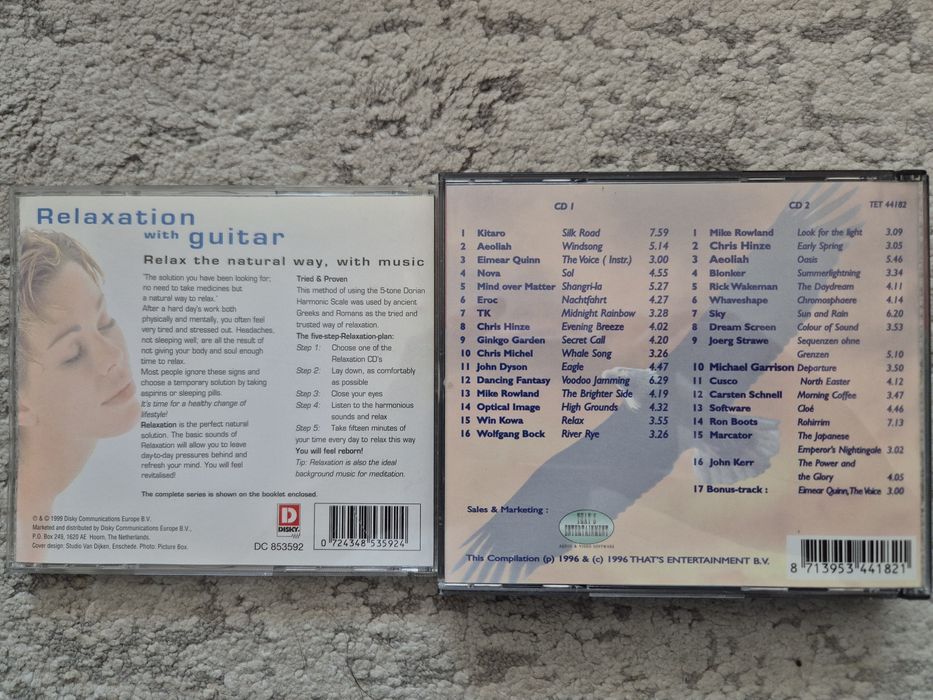 Relaxation
with guitar
Relax the natural way, with music
"The solution you have been looking for;
no need to take medicines but
a natural way to relax."
After a hard day's work both
physically and mentally, you often feel
very tired and stressed out. Headaches,
not sleeping well, are all the result of
not giving your body and soul enough
time to relax.
Most people ignore these signs and
choose a temporary solution by taking
aspirins or sleeping pills.
It's time for a healthy change of
lifestyle!
Relaxation is the perfect natural
solution. The basic sounds of
Relaxation will allow you to leave
day-to-day pressures behind and
refresh your mind. You will feel
revitalised!
Tried & Proven
This method of using the 5-tone Dorian
Harmonic Scale was used by ancient
Greeks and Romans as the tried and
trusted way of relaxation.
The five-step-Relaxation-plan:
Step 1: Choose one of the
Relaxation CD's
Step 2: Lay down, as comfortably
as possible
Step 3: Close your eyes
Step 4: Listen to the harmonious
sounds and relax
Step 5: Take fifteen minutes of
your time every day to relax this way
You will feel reborn!
Tip: Relaxation is also the ideal
background music for meditation.
The complete series is shown on the booklet enclosed.
℗ & © 1999 Disky Communications Europe B.V.
Marketed and distributed by Disky Communications Europe B.V.,
P.O. Box 249, 1620 AE Hoorn, The Netherlands.
Cover design: Studio Van Dijken, Enschede. Photo: Picture Box.
D
DISKY
DC 853592
0 724348 535924
CD 1
1 Kitaro Silk Road 7.59
2 Aeoliah Windsong 5.14
3 Eimear Quinn The Voice ( Instr.) 3.00
4 Nova Sol 4.55
5 Mind over Matter Shangri-la 5.27
6 Eroc Nachtfahrt 4.27
7 TK Midnight Rainbow 3.28
8 Chris Hinze Evening Breeze 4.02
9 Ginkgo Garden Secret Call 4.20
10 Chris Michel Whale Song 3.26
11 John Dyson Eagle 4.47
12 Dancing Fantasy Voodoo Jamming 6.29
13 Mike Rowland The Brighter Side 4.19
14 Optical Image High Grounds 4.32
15 Win Kowa Relax 3.55
16 Wolfgang Bock River Rye 3.26
CD 2
TET 44182
1 Mike Rowland Look for the light 3.09
2 Chris Hinze Early Spring 3.05
3 Aeoliah Oasis 5.46
4 Blonker Summerlightning 3.34
5 Rick Wakeman The Daydream 4.11
6 Whaveshape Chromosphaere 4.14
7 Sky Sun and Rain 6.20
8 Dream Screen Colour of Sound 3.53
9 Joerg Strawe Sequenzen ohne
Grenzen 5.10
10 Michael Garrison Departure 3.50
11 Cusco North Easter 4.12
12 Carsten Schnell Morning Coffee 3.47
13 Software Cloé 4.46
14 Ron Boots Rohirrim 7.13
15 Marcator The Japanese
Emperor's Nightingale 3.02
16 John Kerr The Power and
the Glory 4.05
17 Bonus-track : Eimear Quinn, The Voice 3.00
Sales & Marketing :
THAT'S
ENTERTAINMENT
AUDIO & VIDEO SOFTWARE
This Compilation (p) 1996 & (c) 1996 THAT'S ENTERTAINMENT B.V.
8 713953 441821